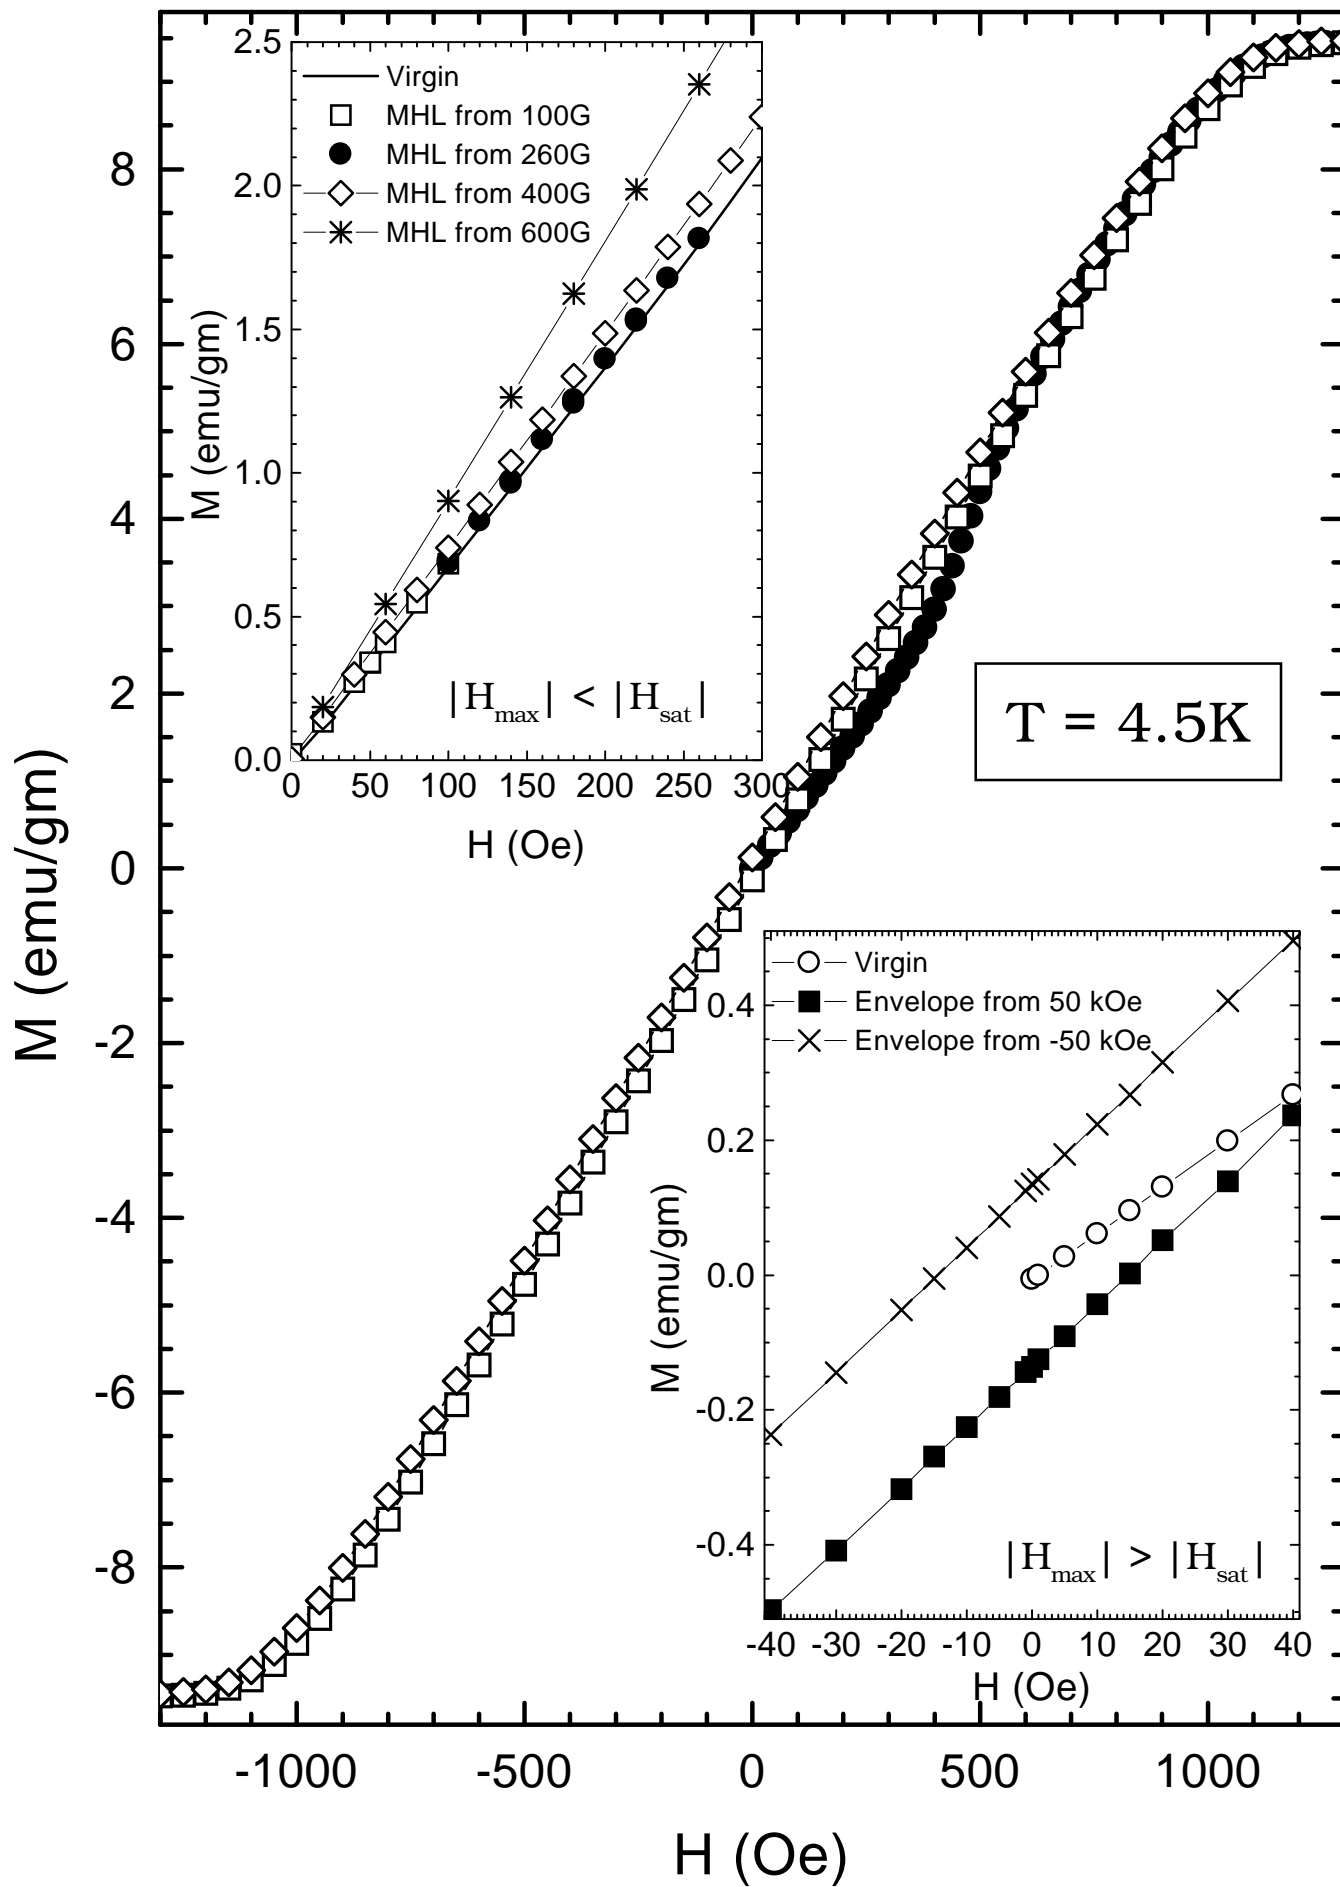 2.5
2.0
1.5
1.0
0.5
0.0
M (emu/gm)
Virgin
MHL from 100G
MHL from 260G
MHL from 400G
MHL from 600G
|H_max| < |H_sat|
0 50 100 150 200 250 300
H (Oe)
8
6
4
2
0
-2
-4
-6
-8
M (emu/gm)
T = 4.5K
Virgin
Envelope from 50 kOe
Envelope from -50 kOe
0.4
0.2
0.0
-0.2
-0.4
M (emu/gm)
|H_max| > |H_sat|
-40 -30 -20 -10 0 10 20 30 40
H (Oe)
-1000 -500 0 500 1000
H (Oe)